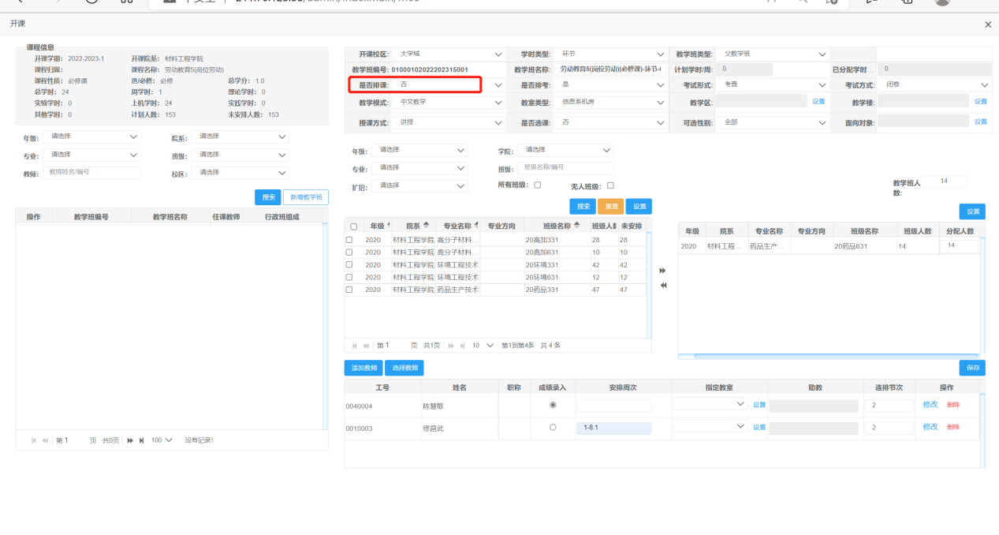 开课
课程信息
开课学期: 2022-2023-1 开课院系: 材料工程学院
课程归属: 课程名称: 劳动教育5(岗位劳动)
课程性质: 必修课 选/必修: 必修 总学分: 1.0
总学时: 24 周学时: 1 理论学时: 0
实验学时: 0 上机学时: 24 实践学时: 0
其他学时: 0 计划人数: 153 未安排人数: 153
年级: 请选择 院系: 请选择
专业: 请选择 班级: 请选择
教师: 教师姓名/编号 校区: 请选择
搜索 新增教学班
操作 教学班编号 教学班名称 任课教师 行政班组成
第 1 页 共0页 100 没有记录!
开课校区: 大学城 学时类型: 环节 教学班类型: 父教学班
教学班编号: 01000102022202315001 教学班名称: 劳动教育5(岗位劳动)(必修课)-环节- 计划学时/周: 0 已分配学时... 0
是否排课: 否 是否排考: 是 考试形式: 考查 考试方式: 闭卷
教学模式: 中文教学 教室类型: 信息系机房 教学区: 设置 教学楼: 设置
授课方式: 讲授 是否选课: 否 可选性别: 全部 面向对象: 设置
年级: 请选择 学院: 请选择
专业: 请选择 班级: 班级名称/编号
扩招: 请选择 所有班级: 无人班级:
搜索 重置 设置
年级 院系 专业名称 专业方向 班级名称 班级人数 未安排
2020 材料工程学院 高分子材料... 20高加331 28 28
2020 材料工程学院 高分子材料... 20高加631 10 10
2020 材料工程学院 环境工程技术 20环境331 42 42
2020 材料工程学院 环境工程技术 20环境631 12 12
2020 材料工程学院 药品生产技术 20药品331 47 47
第 1 页 共1页 10 第1到第4条 共 4 条
教学班人数: 14
设置
年级 院系 专业名称 专业方向 班级名称 班级人数 分配人数
2020 材料工程... 药品生产... 20药品631 14 14
添加教师 选择教师 保存
工号 姓名 职称 成绩录入 安排周次 指定教室 助教 连排节次 操作
0040004 陈慧敏 设置 2 修改 删除
0010003 缪昌武 1-8:1 设置 2 修改 删除